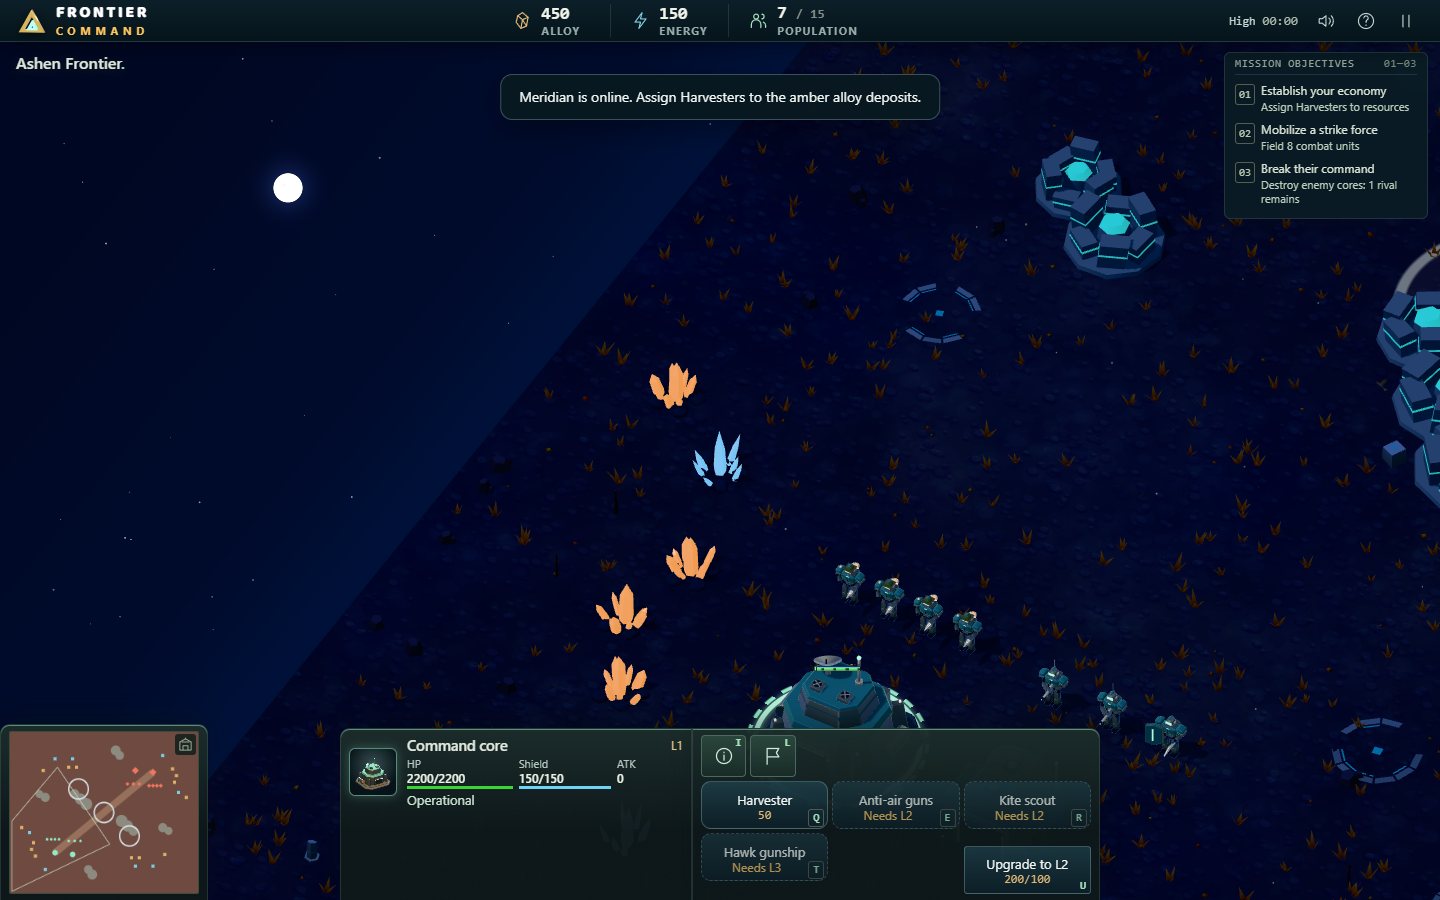 FRONTIER
COMMAND
450
ALLOY
150
ENERGY
7 / 15
POPULATION
High 00:00
Ashen Frontier.
Meridian is online. Assign Harvesters to the amber alloy deposits.
MISSION OBJECTIVES 01—03
01 Establish your economy
Assign Harvesters to resources
02 Mobilize a strike force
Field 8 combat units
03 Break their command
Destroy enemy cores: 1 rival
remains
Command core L1
HP Shield ATK
2200/2200 150/150 0
Operational
I L
Harvester
50
Q
Anti-air guns
Needs L2
E
Kite scout
Needs L2
R
Hawk gunship
Needs L3
T
Upgrade to L2
200/100
U